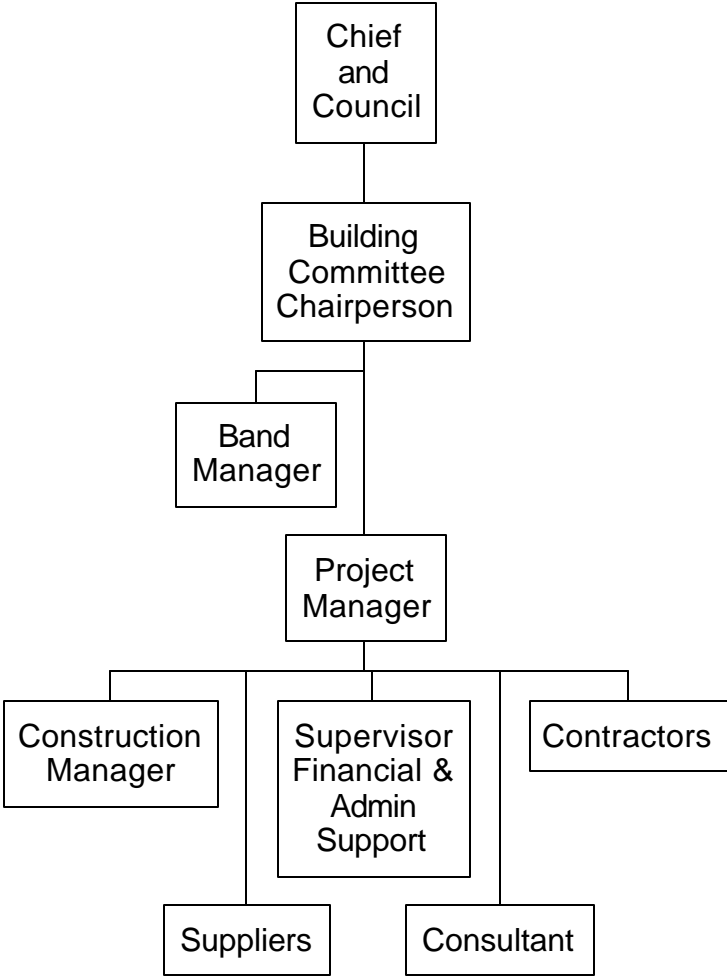 Chief
and
Council
Building
Committee
Chairperson
Band
Manager
Project
Manager
Construction
Manager
Supervisor
Financial &
Admin
Support
Contractors
Suppliers
Consultant